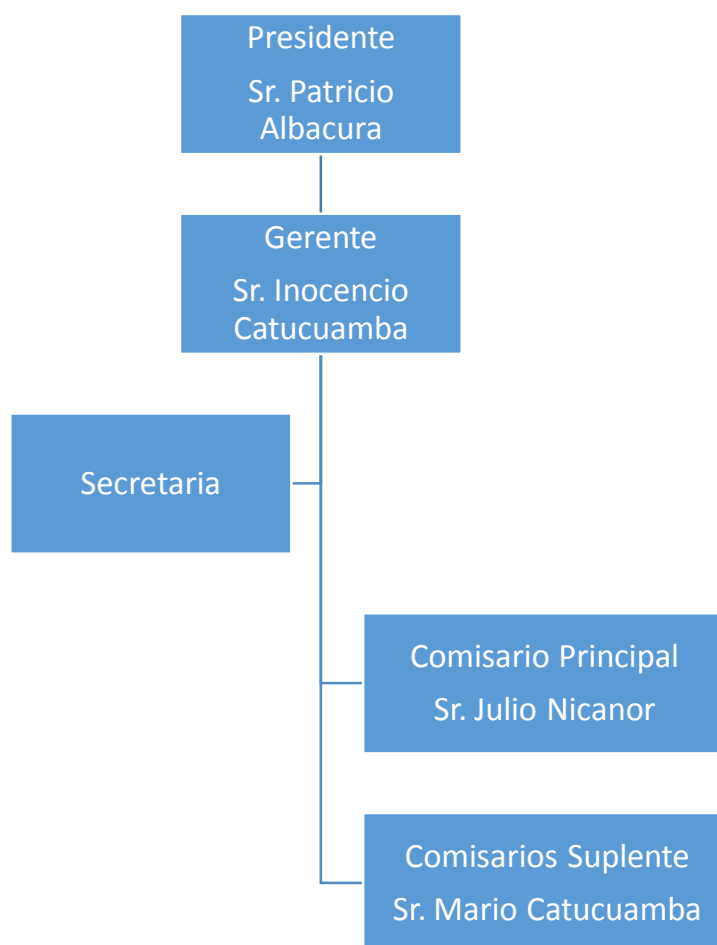 Presidente
Sr. Patricio
Albacura
Gerente
Sr. Inocencio
Catucuamba
Secretaria
Comisario Principal
Sr. Julio Nicanor
Comisarios Suplente
Sr. Mario Catucuamba